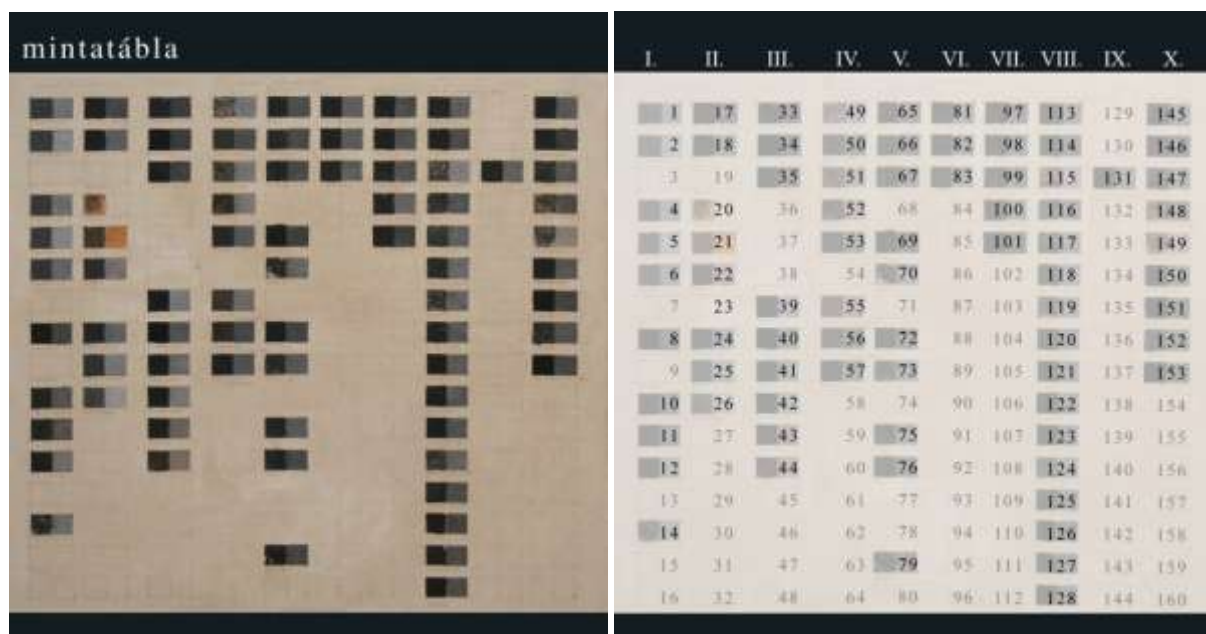 mintatábla
I. II. III. IV. V. VI. VII. VIII. IX. X.
1 17 33 49 65 81 97 113 129 145
2 18 34 50 66 82 98 114 130 146
3 19 35 51 67 83 99 115 131 147
4 20 36 52 68 84 100 116 132 148
5 21 37 53 69 85 101 117 133 149
6 22 38 54 70 86 102 118 134 150
7 23 39 55 71 87 103 119 135 151
8 24 40 56 72 88 104 120 136 152
9 25 41 57 73 89 105 121 137 153
10 26 42 58 74 90 106 122 138 154
11 27 43 59 75 91 107 123 139 155
12 28 44 60 76 92 108 124 140 156
13 29 45 61 77 93 109 125 141 157
14 30 46 62 78 94 110 126 142 158
15 31 47 63 79 95 111 127 143 159
16 32 48 64 80 96 112 128 144 160